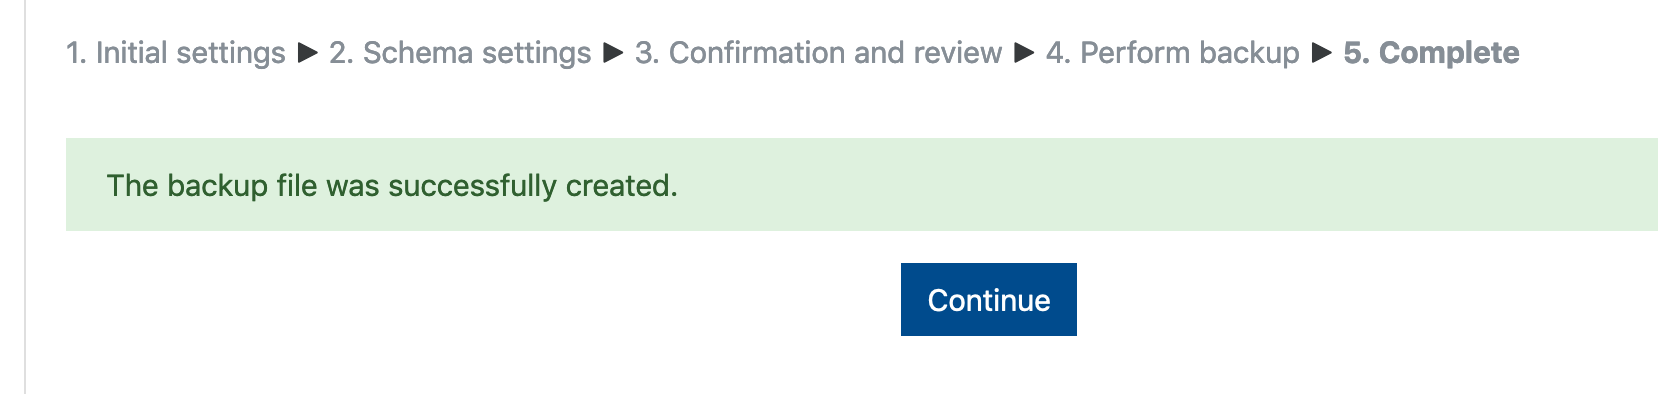 1. Initial settings ▶ 2. Schema settings ▶ 3. Confirmation and review ▶ 4. Perform backup ▶ 5. Complete
The backup file was successfully created.
Continue